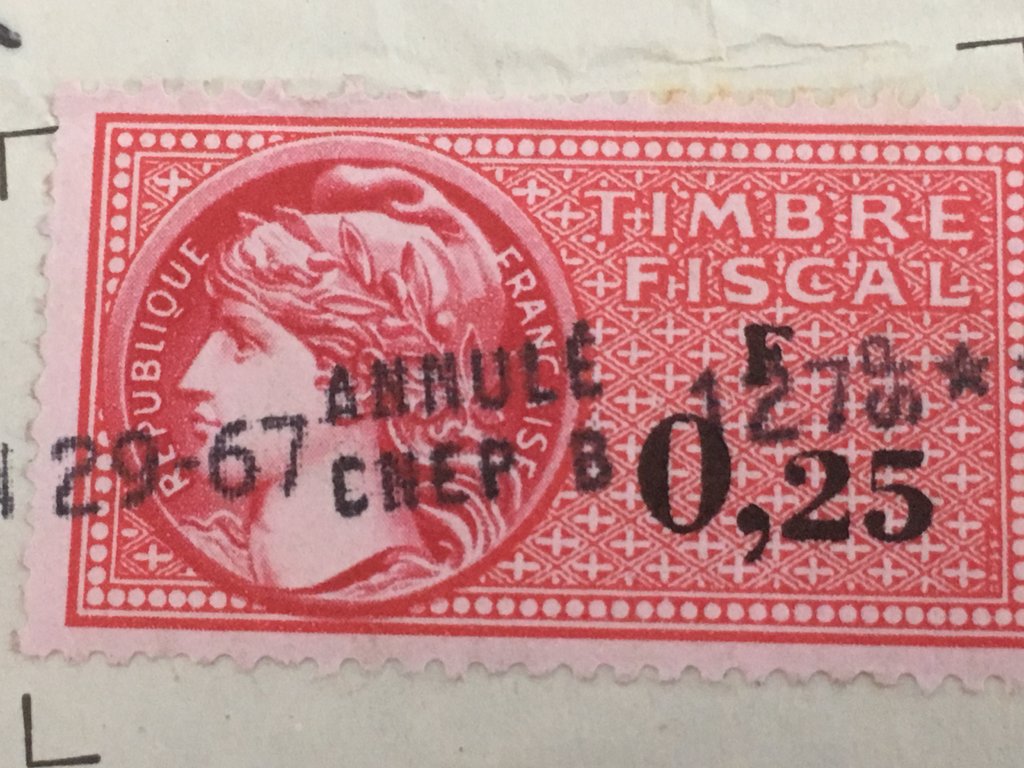 RÉPUBLIQUE FRANÇAISE
TIMBRE
FISCAL
F
0,25
ANNULÉ
29-67
CNEP B